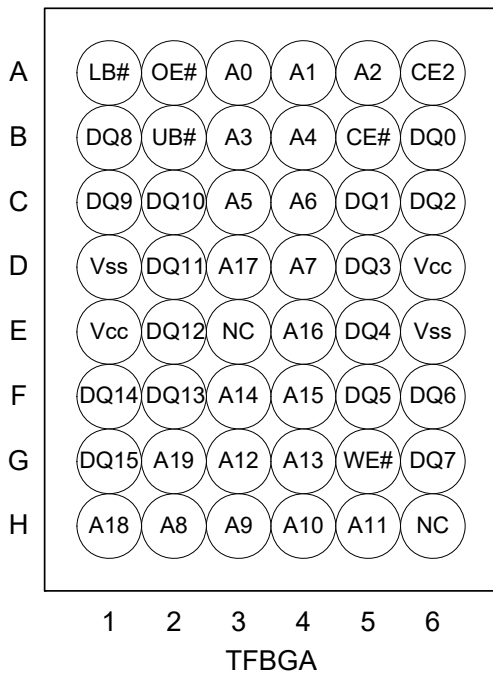 A LB# OE# A0 A1 A2 CE2
B DQ8 UB# A3 A4 CE# DQ0
C DQ9 DQ10 A5 A6 DQ1 DQ2
D Vss DQ11 A17 A7 DQ3 Vcc
E Vcc DQ12 NC A16 DQ4 Vss
F DQ14 DQ13 A14 A15 DQ5 DQ6
G DQ15 A19 A12 A13 WE# DQ7
H A18 A8 A9 A10 A11 NC
1 2 3 4 5 6
TFBGA